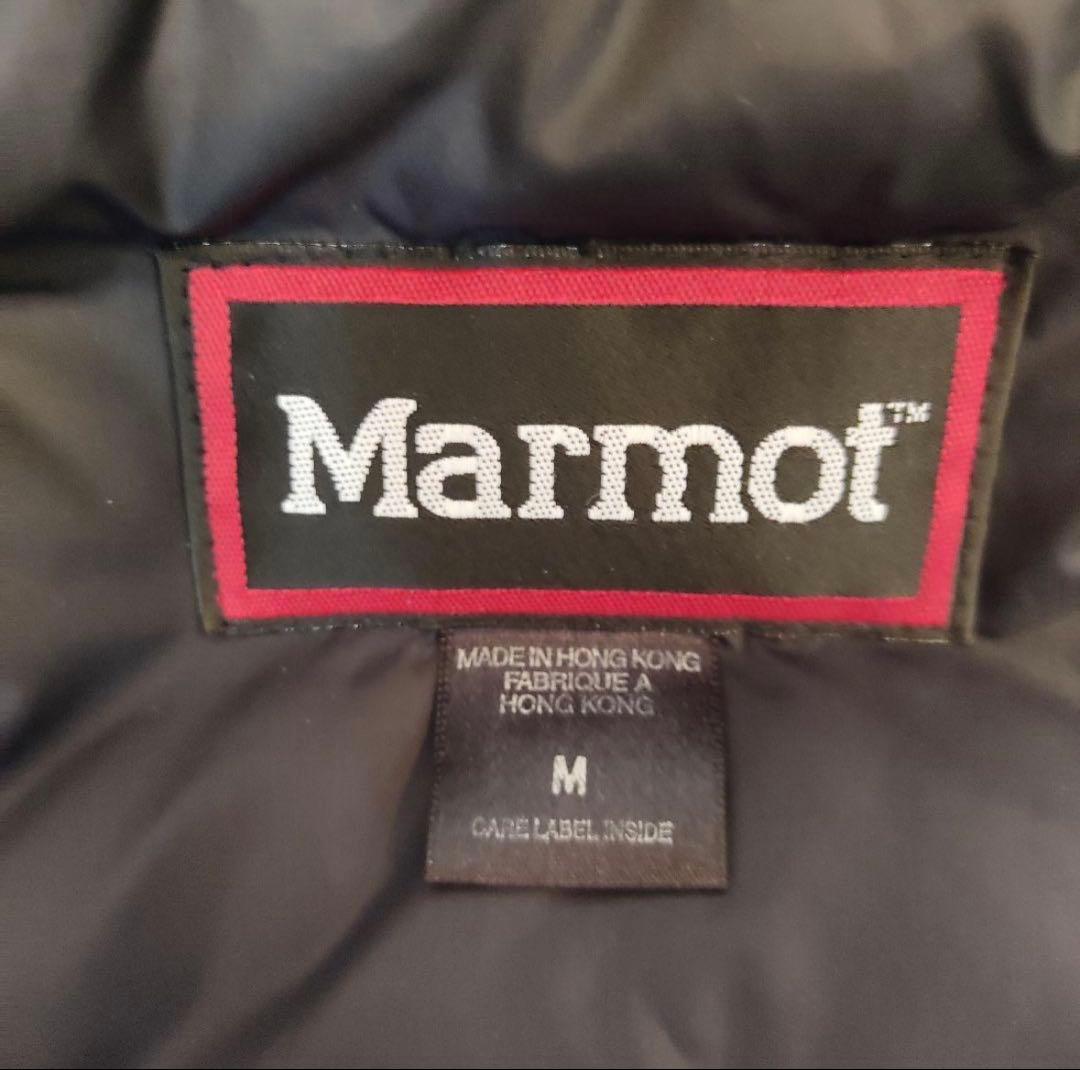 Marmot™
MADE IN HONG KONG
FABRIQUE A
HONG KONG
M
CARE LABEL INSIDE